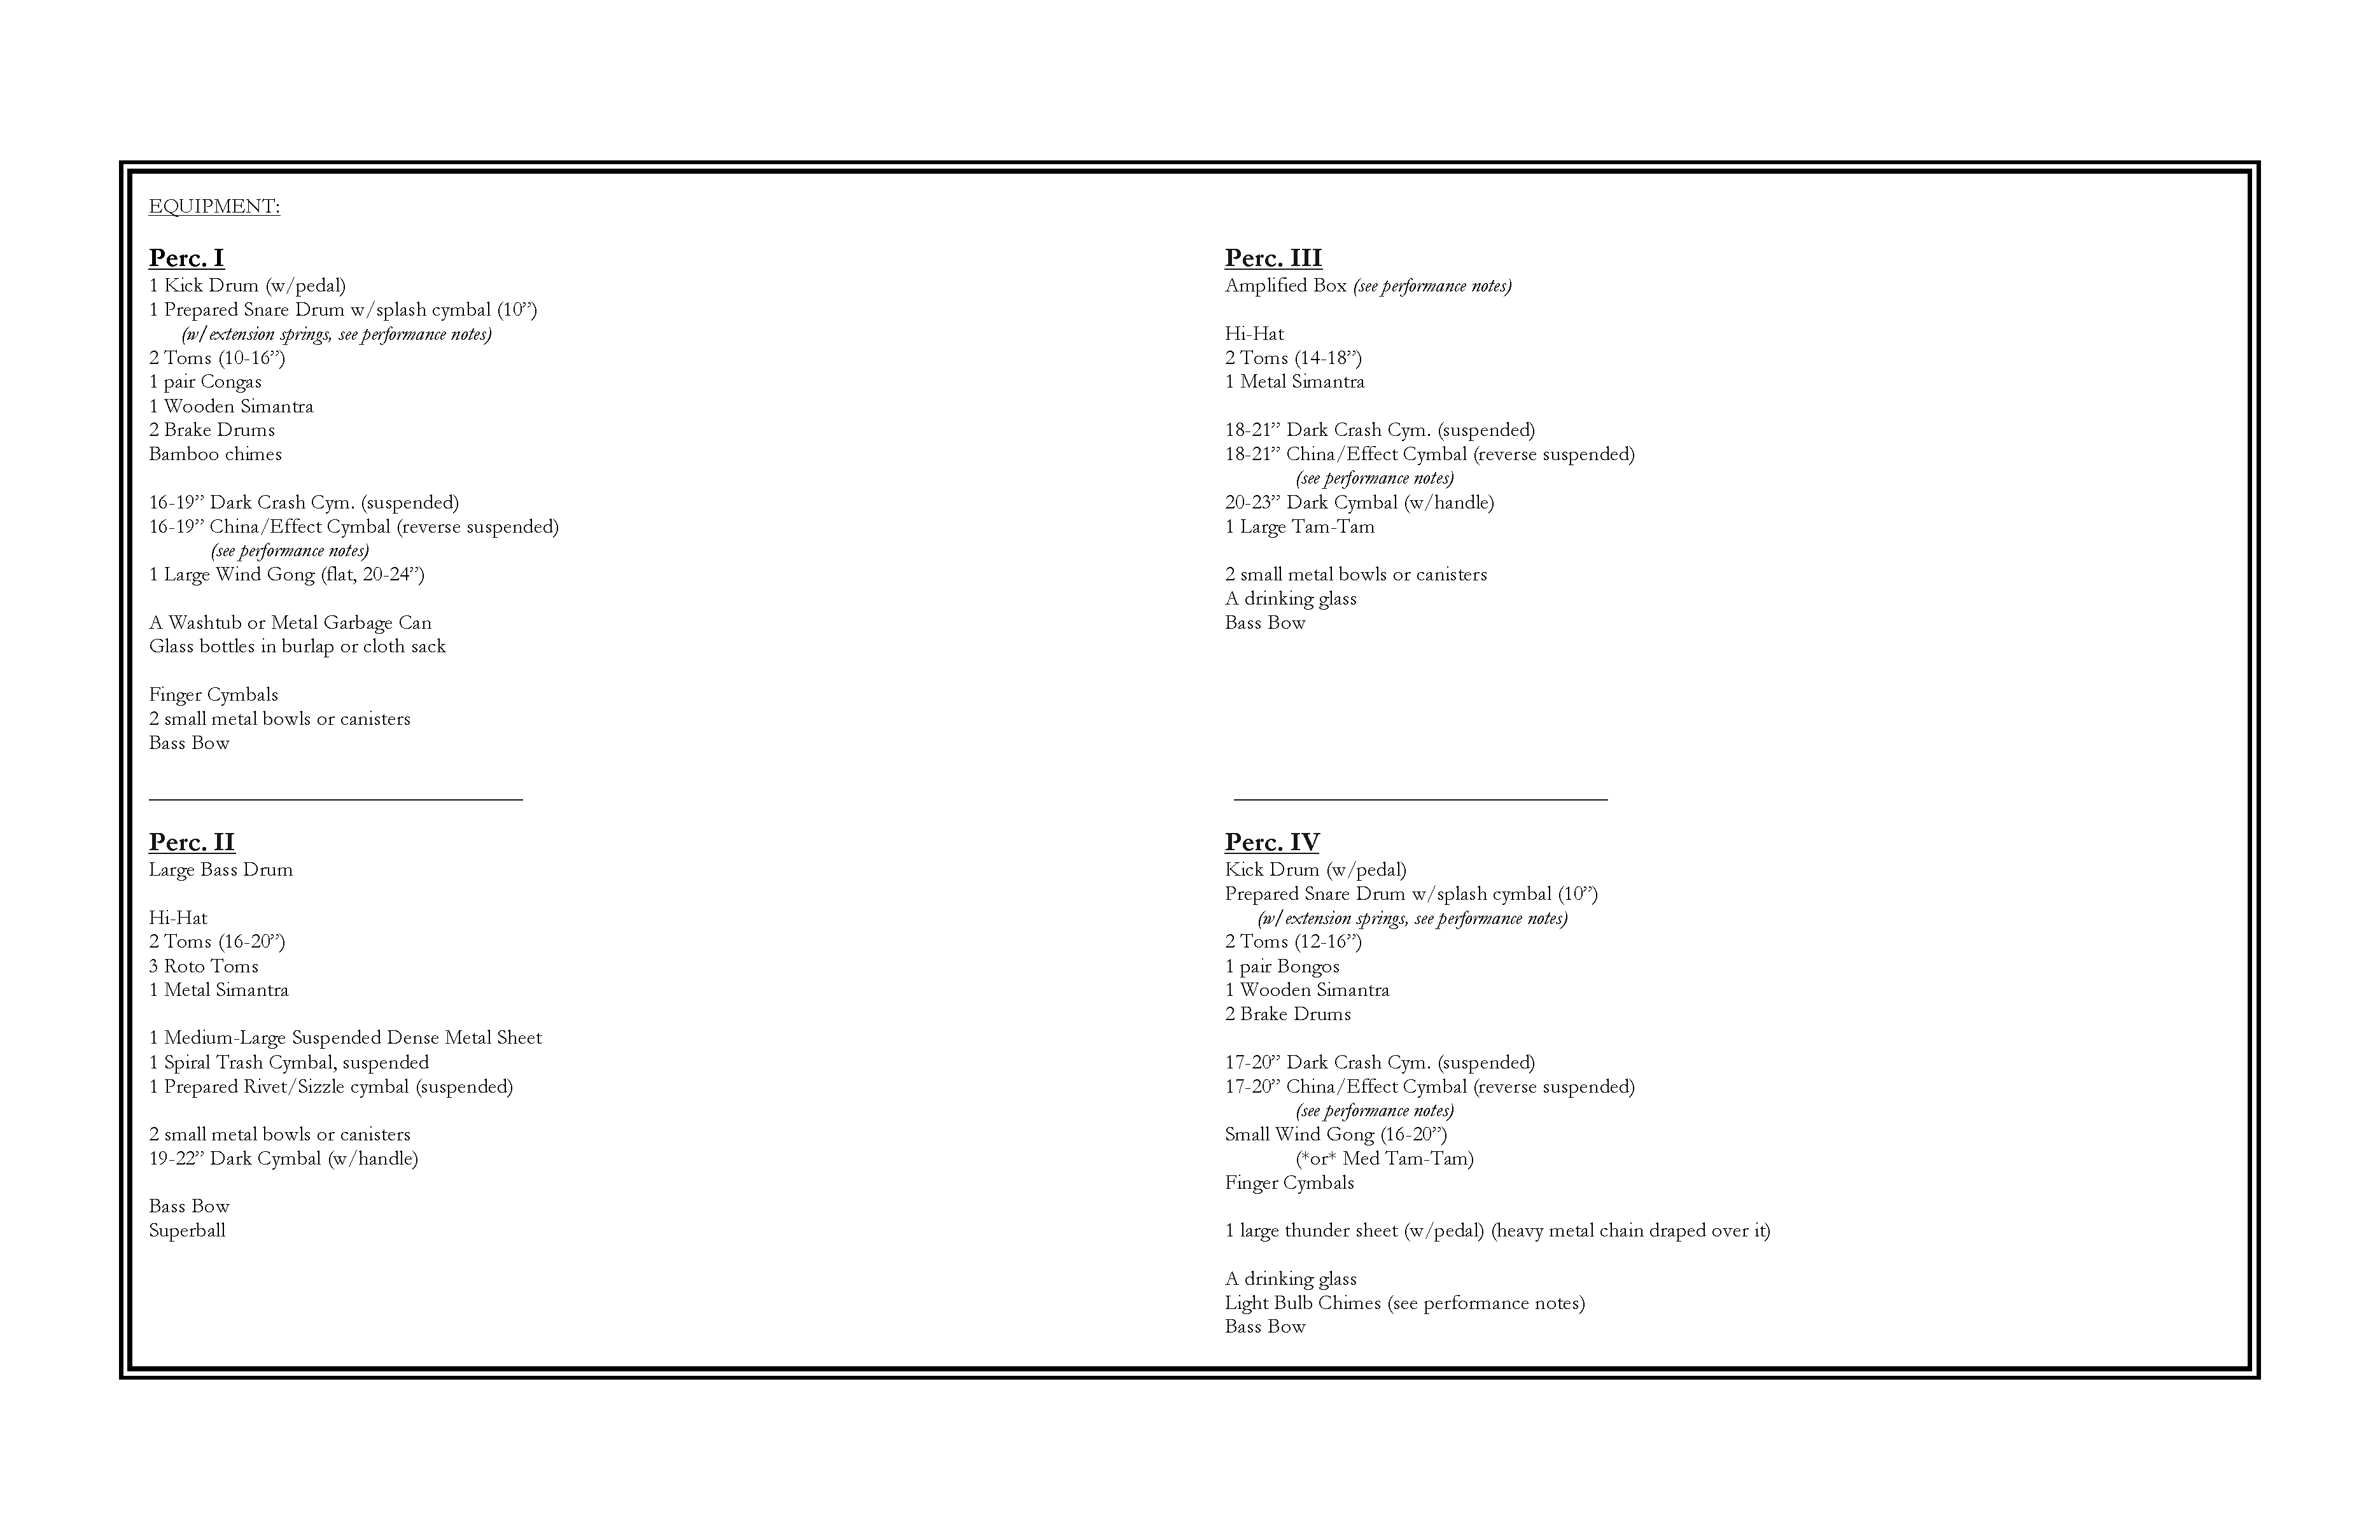 EQUIPMENT:
Perc. I
1 Kick Drum (w/pedal)
1 Prepared Snare Drum w/splash cymbal (10”)
(w/extension springs, see performance notes)
2 Toms (10-16”)
1 pair Congas
1 Wooden Simantra
2 Brake Drums
Bamboo chimes
16-19” Dark Crash Cym. (suspended)
16-19” China/Effect Cymbal (reverse suspended)
(see performance notes)
1 Large Wind Gong (flat, 20-24”)
A Washtub or Metal Garbage Can
Glass bottles in burlap or cloth sack
Finger Cymbals
2 small metal bowls or canisters
Bass Bow
Perc. II
Large Bass Drum
Hi-Hat
2 Toms (16-20”)
3 Roto Toms
1 Metal Simantra
1 Medium-Large Suspended Dense Metal Sheet
1 Spiral Trash Cymbal, suspended
1 Prepared Rivet/Sizzle cymbal (suspended)
2 small metal bowls or canisters
19-22” Dark Cymbal (w/handle)
Bass Bow
Superball
Perc. III
Amplified Box (see performance notes)
Hi-Hat
2 Toms (14-18”)
1 Metal Simantra
18-21” Dark Crash Cym. (suspended)
18-21” China/Effect Cymbal (reverse suspended)
(see performance notes)
20-23” Dark Cymbal (w/handle)
1 Large Tam-Tam
2 small metal bowls or canisters
A drinking glass
Bass Bow
Perc. IV
Kick Drum (w/pedal)
Prepared Snare Drum w/splash cymbal (10”)
(w/extension springs, see performance notes)
2 Toms (12-16”)
1 pair Bongos
1 Wooden Simantra
2 Brake Drums
17-20” Dark Crash Cym. (suspended)
17-20” China/Effect Cymbal (reverse suspended)
(see performance notes)
Small Wind Gong (16-20”)
(*or* Med Tam-Tam)
Finger Cymbals
1 large thunder sheet (w/pedal) (heavy metal chain draped over it)
A drinking glass
Light Bulb Chimes (see performance notes)
Bass Bow